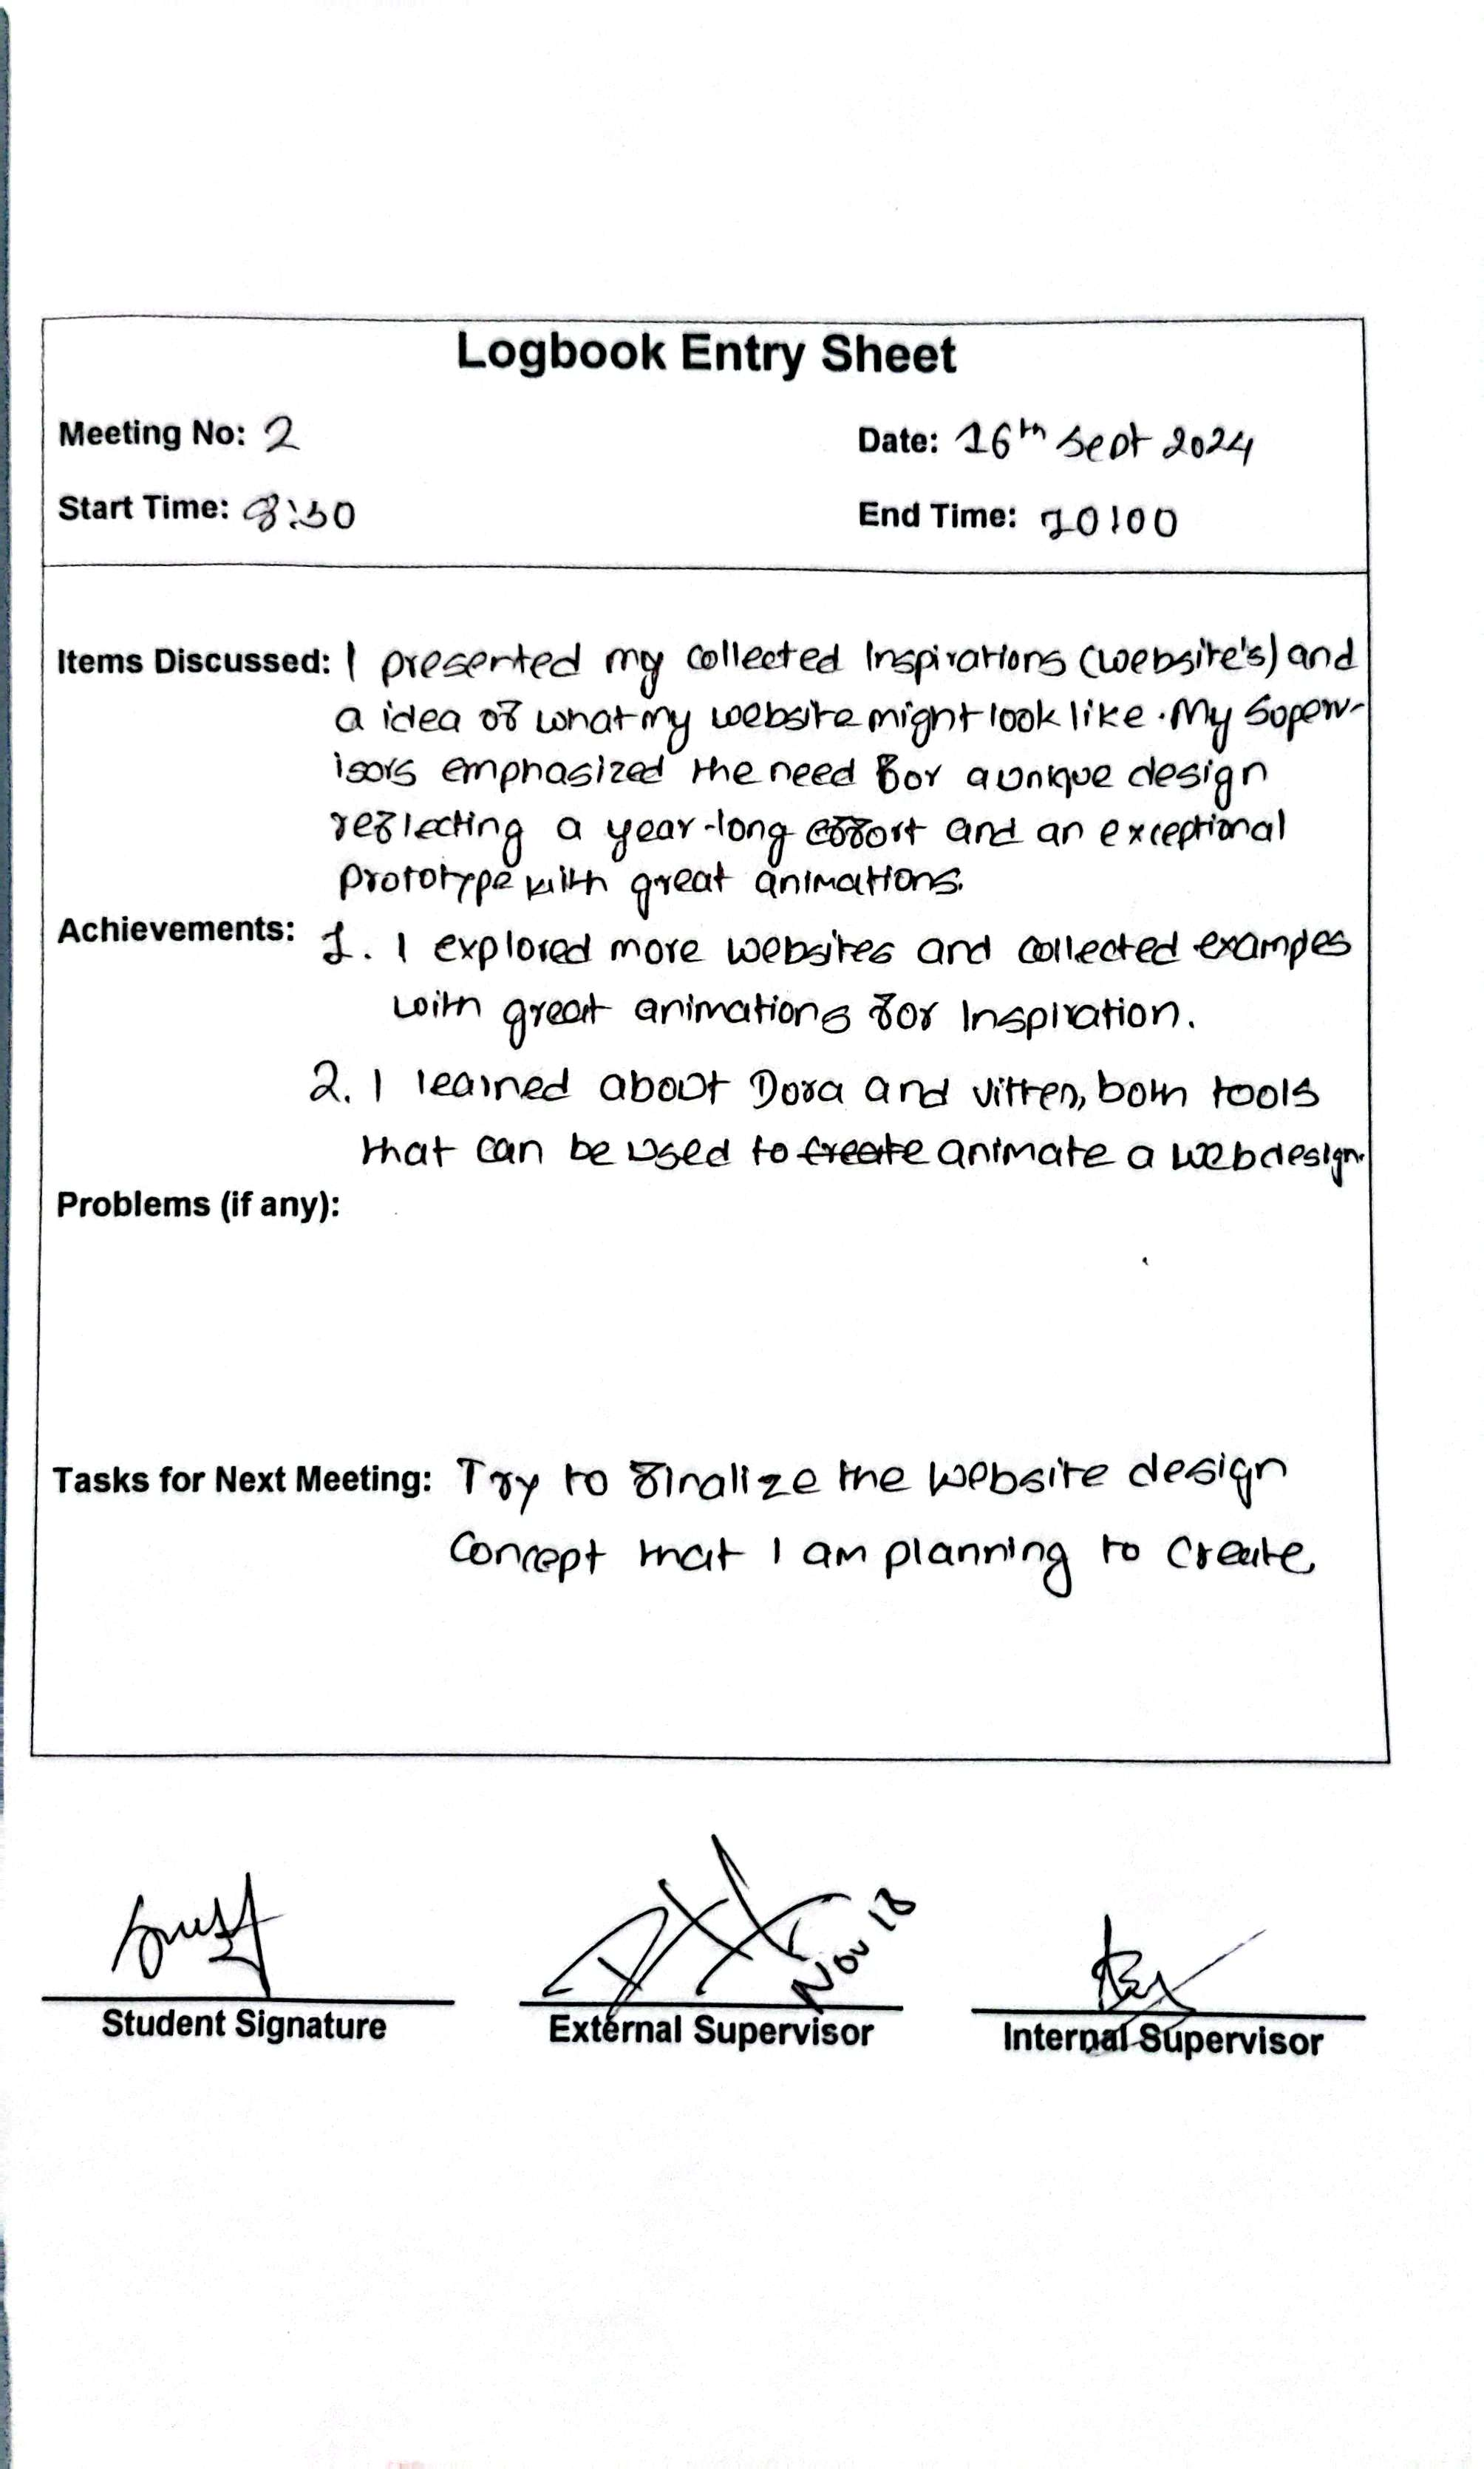 Logbook Entry Sheet
Meeting No: 2
Date: 16th Sept 2024
Start Time: 8:30
End Time: 10:00
Items Discussed: I presented my collected Inspirations (website's) and
a idea of what my website might look like. My Superv-
isors emphasized the need For a unique design
reflecting a year-long effort and an exceptional
prototype with great animations.
Achievements: 1. I explored more websites and collected exampes
with great animations for Inspiration.
2. I learned about Dora and Jitter, both tools
that can be used to create animate a webdesign.
Problems (if any):
Tasks for Next Meeting: Try to finalize the website design
Concept that I am planning to create.
Nov 18
Student Signature
External Supervisor
Internal Supervisor